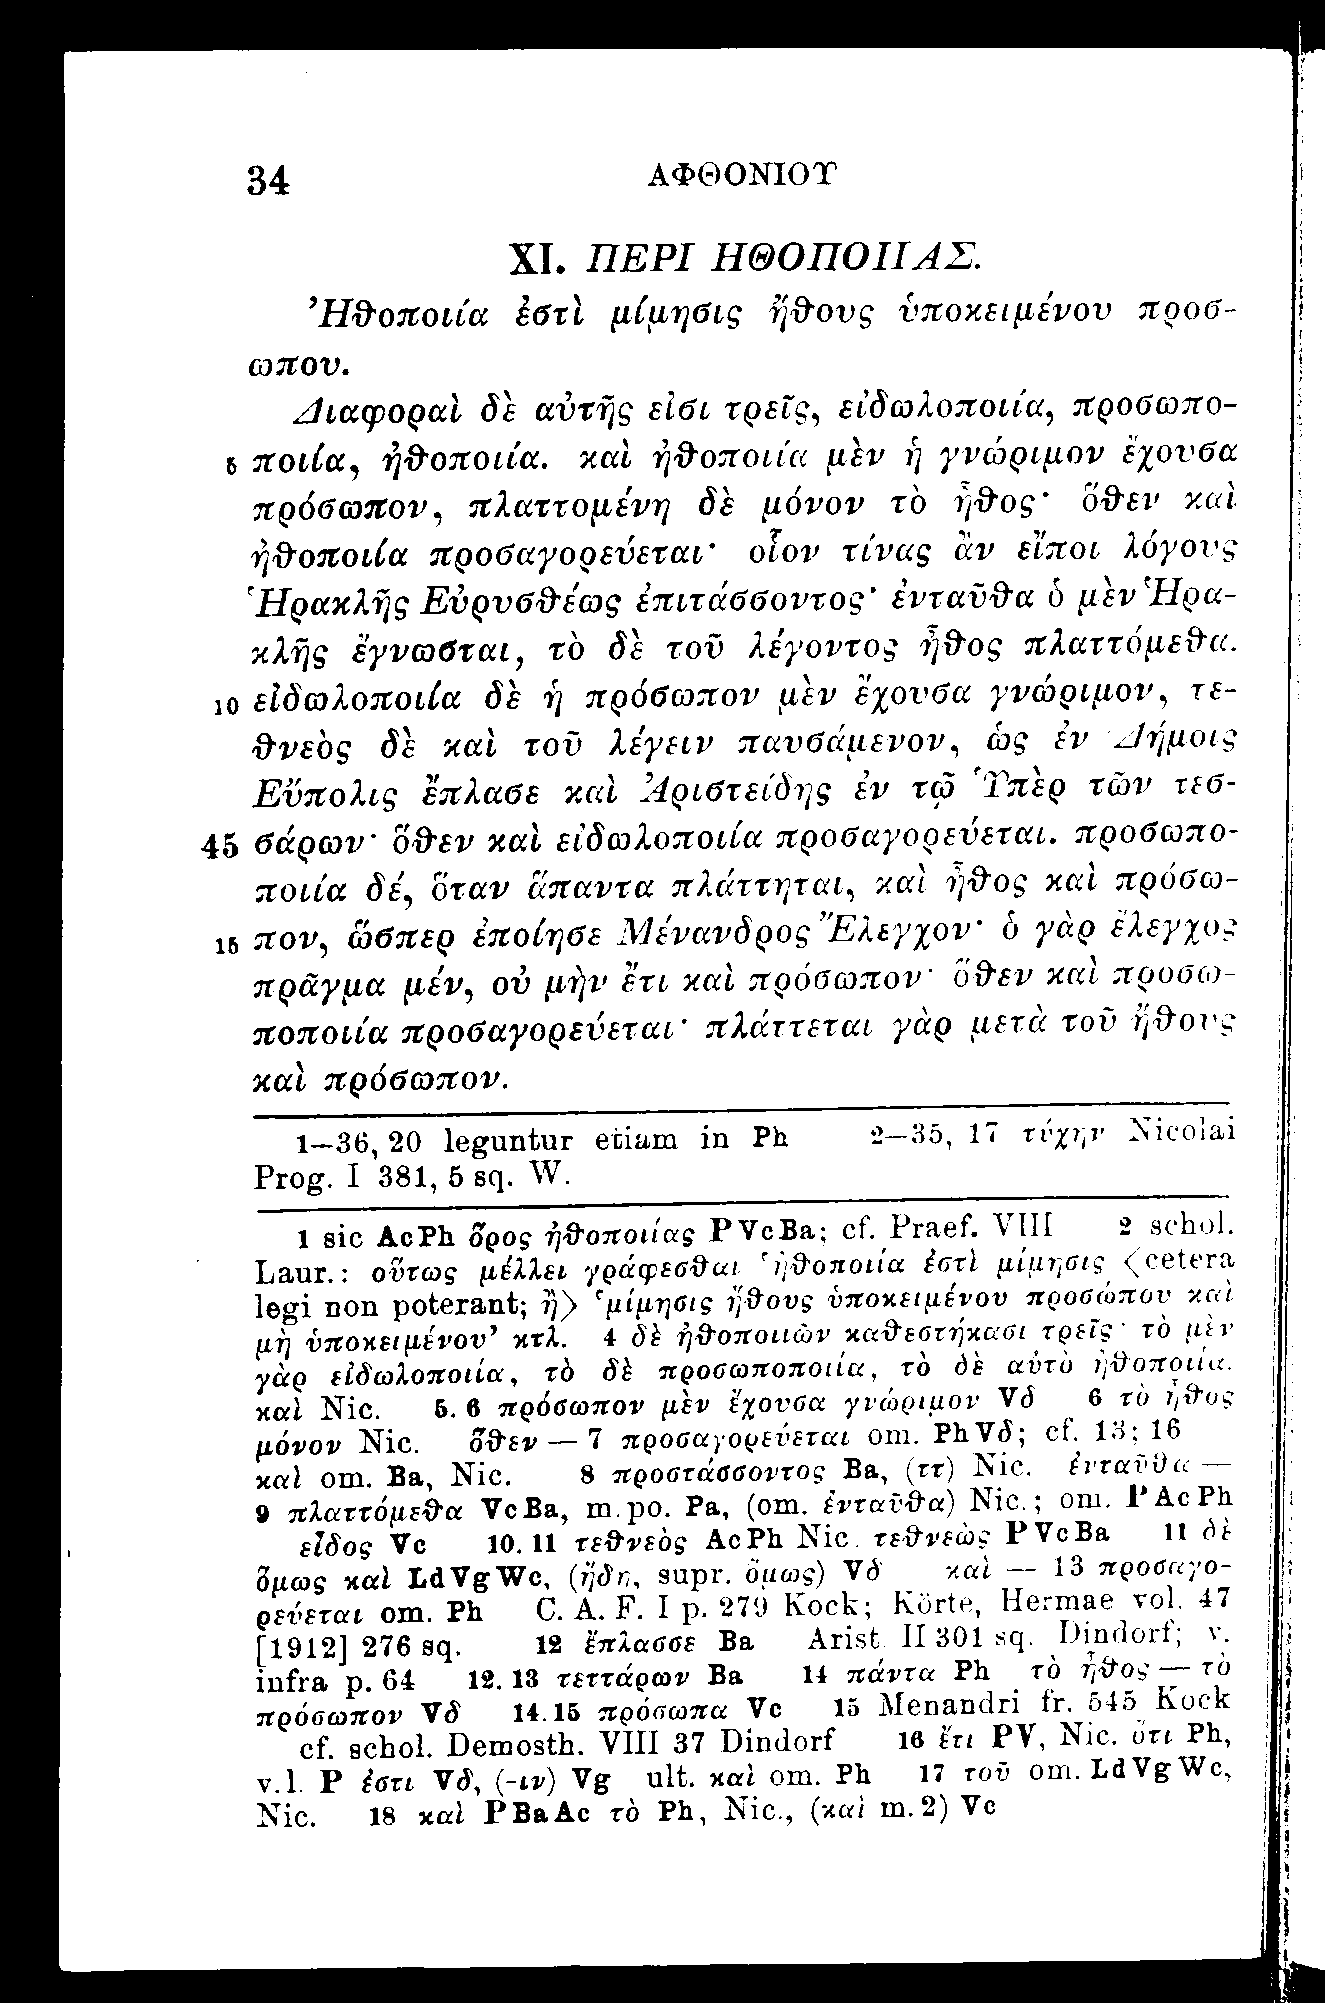 34 ΑΦΘΟΝΙΟΥ
XI. ΠΕΡΙ ΗΘΟΠΟΙΙΑΣ.
Ἠθοποιία ἐστὶ μίμησις ἤθους ὑποκειμένου προσ-
ωπου.
Διαφοραὶ δὲ αὐτῆς εἰσι τρεῖς, εἰδωλοποιία, προσωπο-
5 ποιία, ἠθοποιία. καὶ ἠθοποιία μὲν ἡ γνώριμον ἔχουσα
πρόσωπον, πλαττομένη δὲ μόνον τὸ ἦθος· ὅθεν καὶ
ἠθοποιία προσαγορεύεται· οἷον τίνας ἂν εἴποι λόγους
Ἡρακλῆς Εὐρυσθέως ἐπιτάσσοντος· ἐνταῦθα ὁ μὲν Ἡρα-
κλῆς ἔγνωσται, τὸ δὲ τοῦ λέγοντος ἦθος πλαττόμεθα.
10 εἰδωλοποιία δὲ ἡ πρόσωπον μὲν ἔχουσα γνώριμον, τε-
θνεὸς δὲ καὶ τοῦ λέγειν παυσάμενον, ὡς ἐν Δήμοις
Εὔπολις ἔπλασε καὶ Ἀριστείδης ἐν τῷ Ὑπὲρ τῶν τεσ-
45 σάρων· ὅθεν καὶ εἰδωλοποιία προσαγορεύεται. προσωπο-
ποιία δέ, ὅταν ἅπαντα πλάττηται, καὶ ἦθος καὶ πρόσω-
15 πον, ὥσπερ ἐποίησε Μένανδρος Ἔλεγχον· ὁ γὰρ ἔλεγχος
πρᾶγμα μέν, οὐ μὴν ἔτι καὶ πρόσωπον· ὅθεν καὶ προσω-
ποποιία προσαγορεύεται· πλάττεται γὰρ μετὰ τοῦ ἤθους
καὶ πρόσωπον.
1—36, 20 leguntur etiam in Ph 2—35, 17 τύχην Nicolai
Prog. I 381, 5 sq. W.
1 sic AcPh ὅρος ἠθοποιίας PVcBa; cf. Praef. VIII 2 schol.
Laur.: οὕτως μέλλει γράφεσθαι 'ἠθοποιία ἐστὶ μίμησις <cetera
legi non poterant; ἢ> 'μίμησις ἤθους ὑποκειμένου προσώπου καὶ
μὴ ὑποκειμένου' κτλ. 4 δὲ ἠθοποιιῶν καθεστήκασι τρεῖς· τὸ μὲν
γὰρ εἰδωλοποιία, τὸ δὲ προσωποποιία, τὸ δὲ αὐτὸ ἠθοποιία.
καὶ Nic. 5. 6 πρόσωπον μὲν ἔχουσα γνώριμον Vδ 6 τὸ ἦθος
μόνον Nic. ὅθεν — 7 προσαγορεύεται om. PhVδ; cf. 13; 16
καὶ om. Ba, Nic. 8 προστάσσοντος Ba, (ττ) Nic. ἐνταῦθα —
9 πλαττόμεθα VcBa, m. po. Pa, (om. ἐνταῦθα) Nic.; om. PAcPh
εἶδος Vc 10. 11 τεθνεὸς AcPh Nic. τεθνεὼς PVcBa 11 δὲ
ὅμως καὶ LdVgWc, (ἤδη, supr. ὅμως) Vδ καὶ — 13 προσαγο-
ρεύεται om. Ph C. A. F. I p. 279 Kock; Körte, Hermae vol. 47
[1912] 276 sq. 12 ἔπλασσε Ba Arist. II 301 sq. Dindorf; v.
infra p. 64 12. 13 τεττάρων Ba 14 πάντα Ph τὸ ἦθος — τὸ
πρόσωπον Vδ 14. 15 πρόσωπα Vc 15 Menandri fr. 545 Kock
cf. schol. Demosth. VIII 37 Dindorf 16 ἔτι PV, Nic. ὅτι Ph,
v. l. P ἐστι Vδ, (-ιν) Vg ult. καὶ om. Ph 17 τοῦ om. LdVgWc,
Nic. 18 καὶ PBaAc τὸ Ph, Nic., (καὶ m. 2) Vc